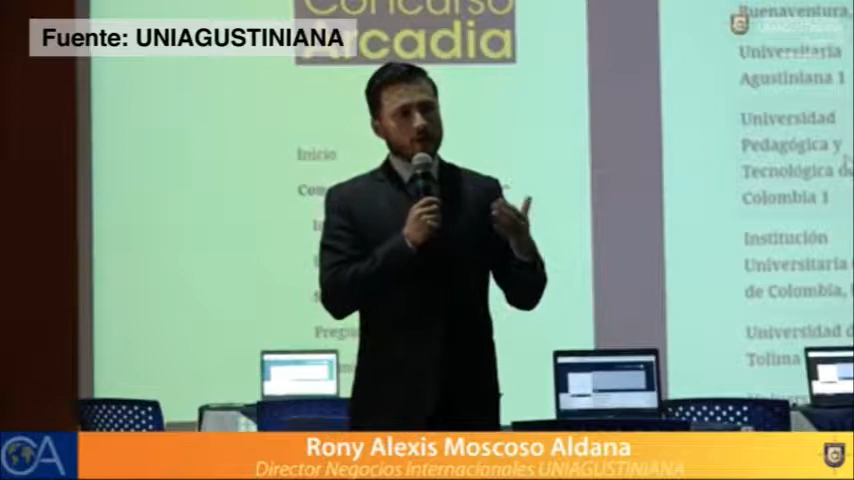 Fuente: UNIAGUSTINIANA
Concurso
Arcadia
Inicio
Buenaventura,
Universitaria
Agustiniana 1
Universidad
Pedagógica y
Tecnológica de
Colombia 1
Institución
Universitaria
de Colombia,
Universidad d
Tolima
Rony Alexis Moscoso Aldana
Director Negocios Internacionales UNIAGUSTINIANA